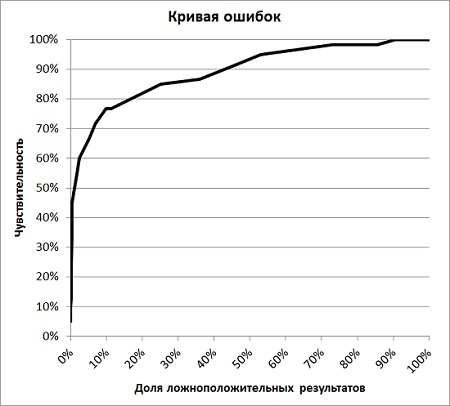 Кривая ошибок
100%
90%
80%
70%
60%
50%
40%
30%
20%
10%
0%
Чувствительность
0% 10% 20% 30% 40% 50% 60% 70% 80% 90% 100%
Доля ложноположительных результатов